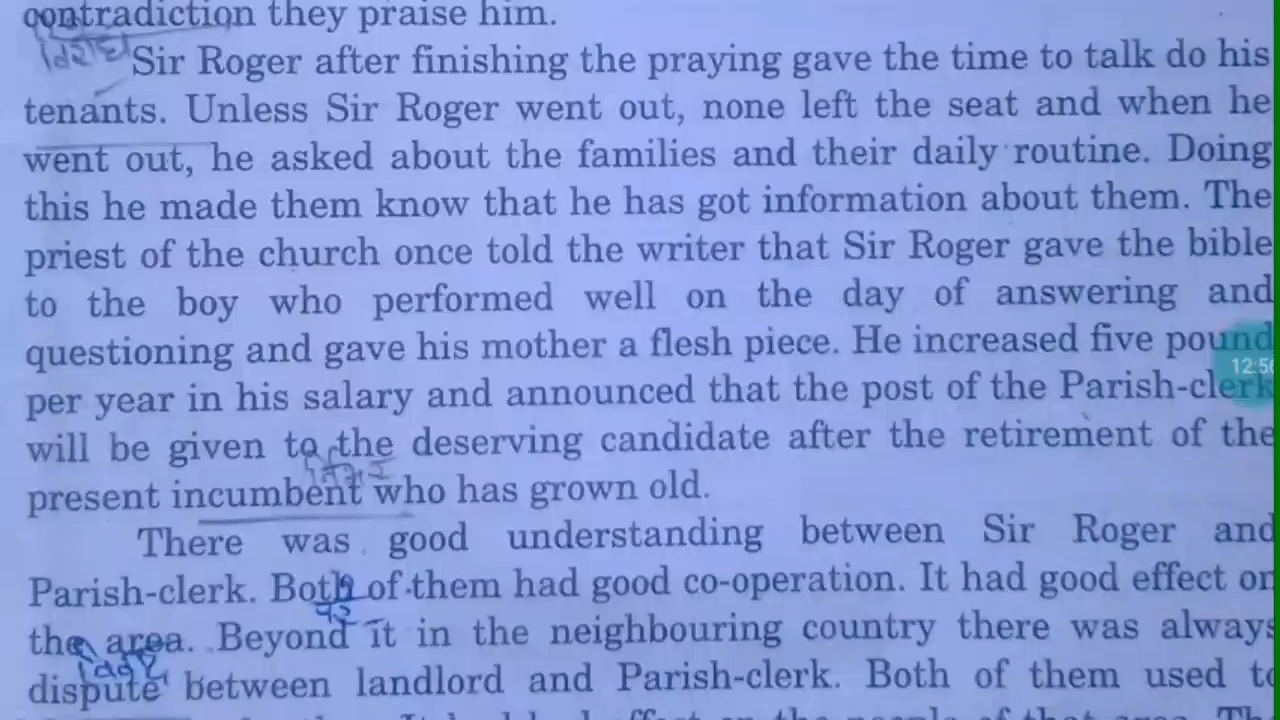 contradiction they praise him.
Sir Roger after finishing the praying gave the time to talk do his
tenants. Unless Sir Roger went out, none left the seat and when he
went out, he asked about the families and their daily routine. Doing
this he made them know that he has got information about them. The
priest of the church once told the writer that Sir Roger gave the bible
to the boy who performed well on the day of answering and
questioning and gave his mother a flesh piece. He increased five pound
12:56
per year in his salary and announced that the post of the Parish-clerk
will be given to the deserving candidate after the retirement of the
present incumbent who has grown old.
There was good understanding between Sir Roger and
Parish-clerk. Both of them had good co-operation. It had good effect on
the area. Beyond it in the neighbouring country there was always
dispute between landlord and Parish-clerk. Both of them used to